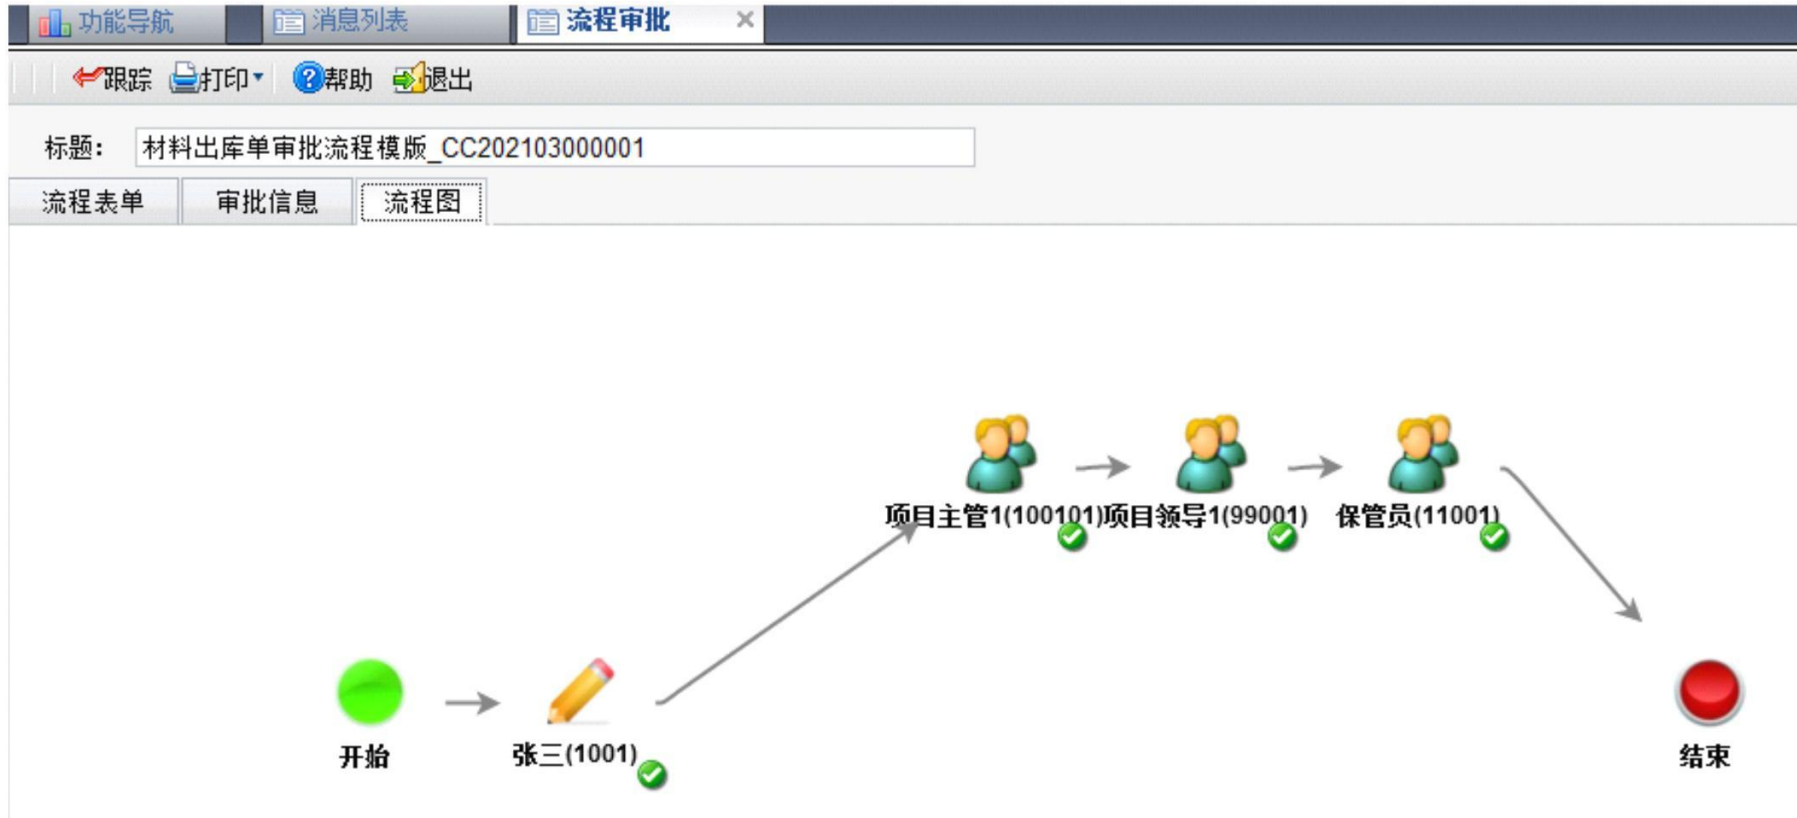 功能导航 消息列表 流程审批
跟踪 打印 帮助 退出
标题： 材料出库单审批流程模版_CC202103000001
流程表单 审批信息 流程图
项目主管1(100101) 项目领导1(99001) 保管员(11001)
开始 张三(1001) 结束